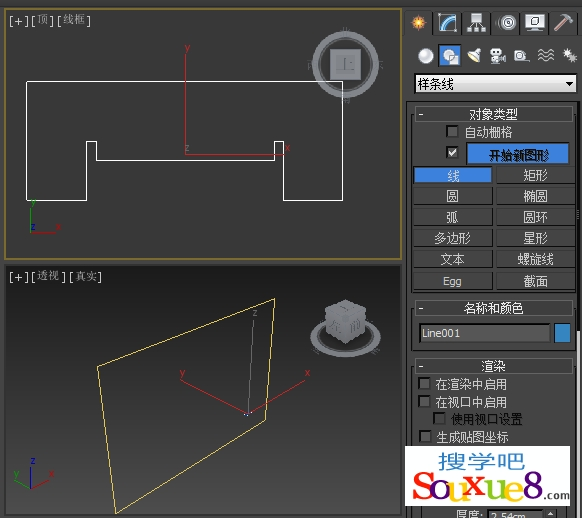 [+][顶][线框]
y
上
z
x
y
z
x
样条线
- 对象类型
自动栅格
开始新图形
线 矩形
圆 椭圆
弧 圆环
多边形 星形
文本 螺旋线
Egg 截面
- 名称和颜色
Line001
- 渲染
在渲染中启用
在视口中启用
使用视口设置
生成贴图坐标
[+][透视][真实]
z
y
x
z
y
x
搜学吧
Souxue8.com
厚度: 2.54cm